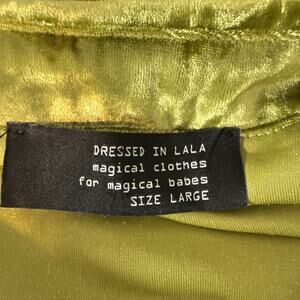 DRESSED IN LALA
magical clothes
for magical babes
SIZE LARGE